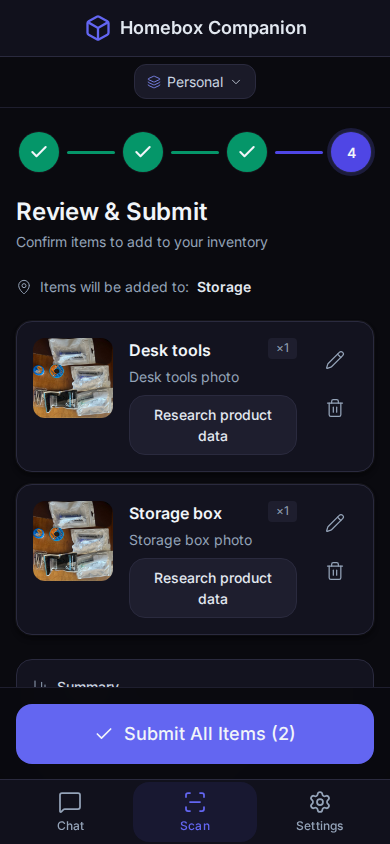 Homebox Companion
Personal
4
Review & Submit
Confirm items to add to your inventory
Items will be added to: Storage
Desk tools
×1
Desk tools photo
Research product
data
Storage box
×1
Storage box photo
Research product
data
Summary
Submit All Items (2)
Chat
Scan
Settings